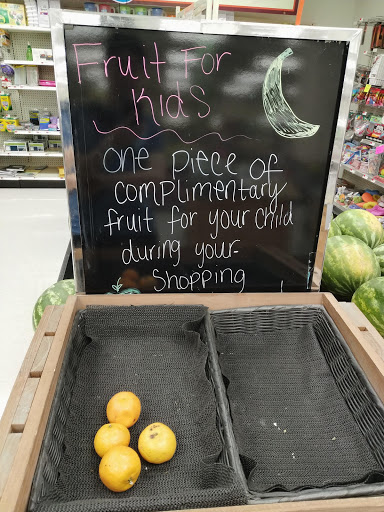 Fruit For
Kids
one piece of
complimentary
fruit for your child
during your
shopping